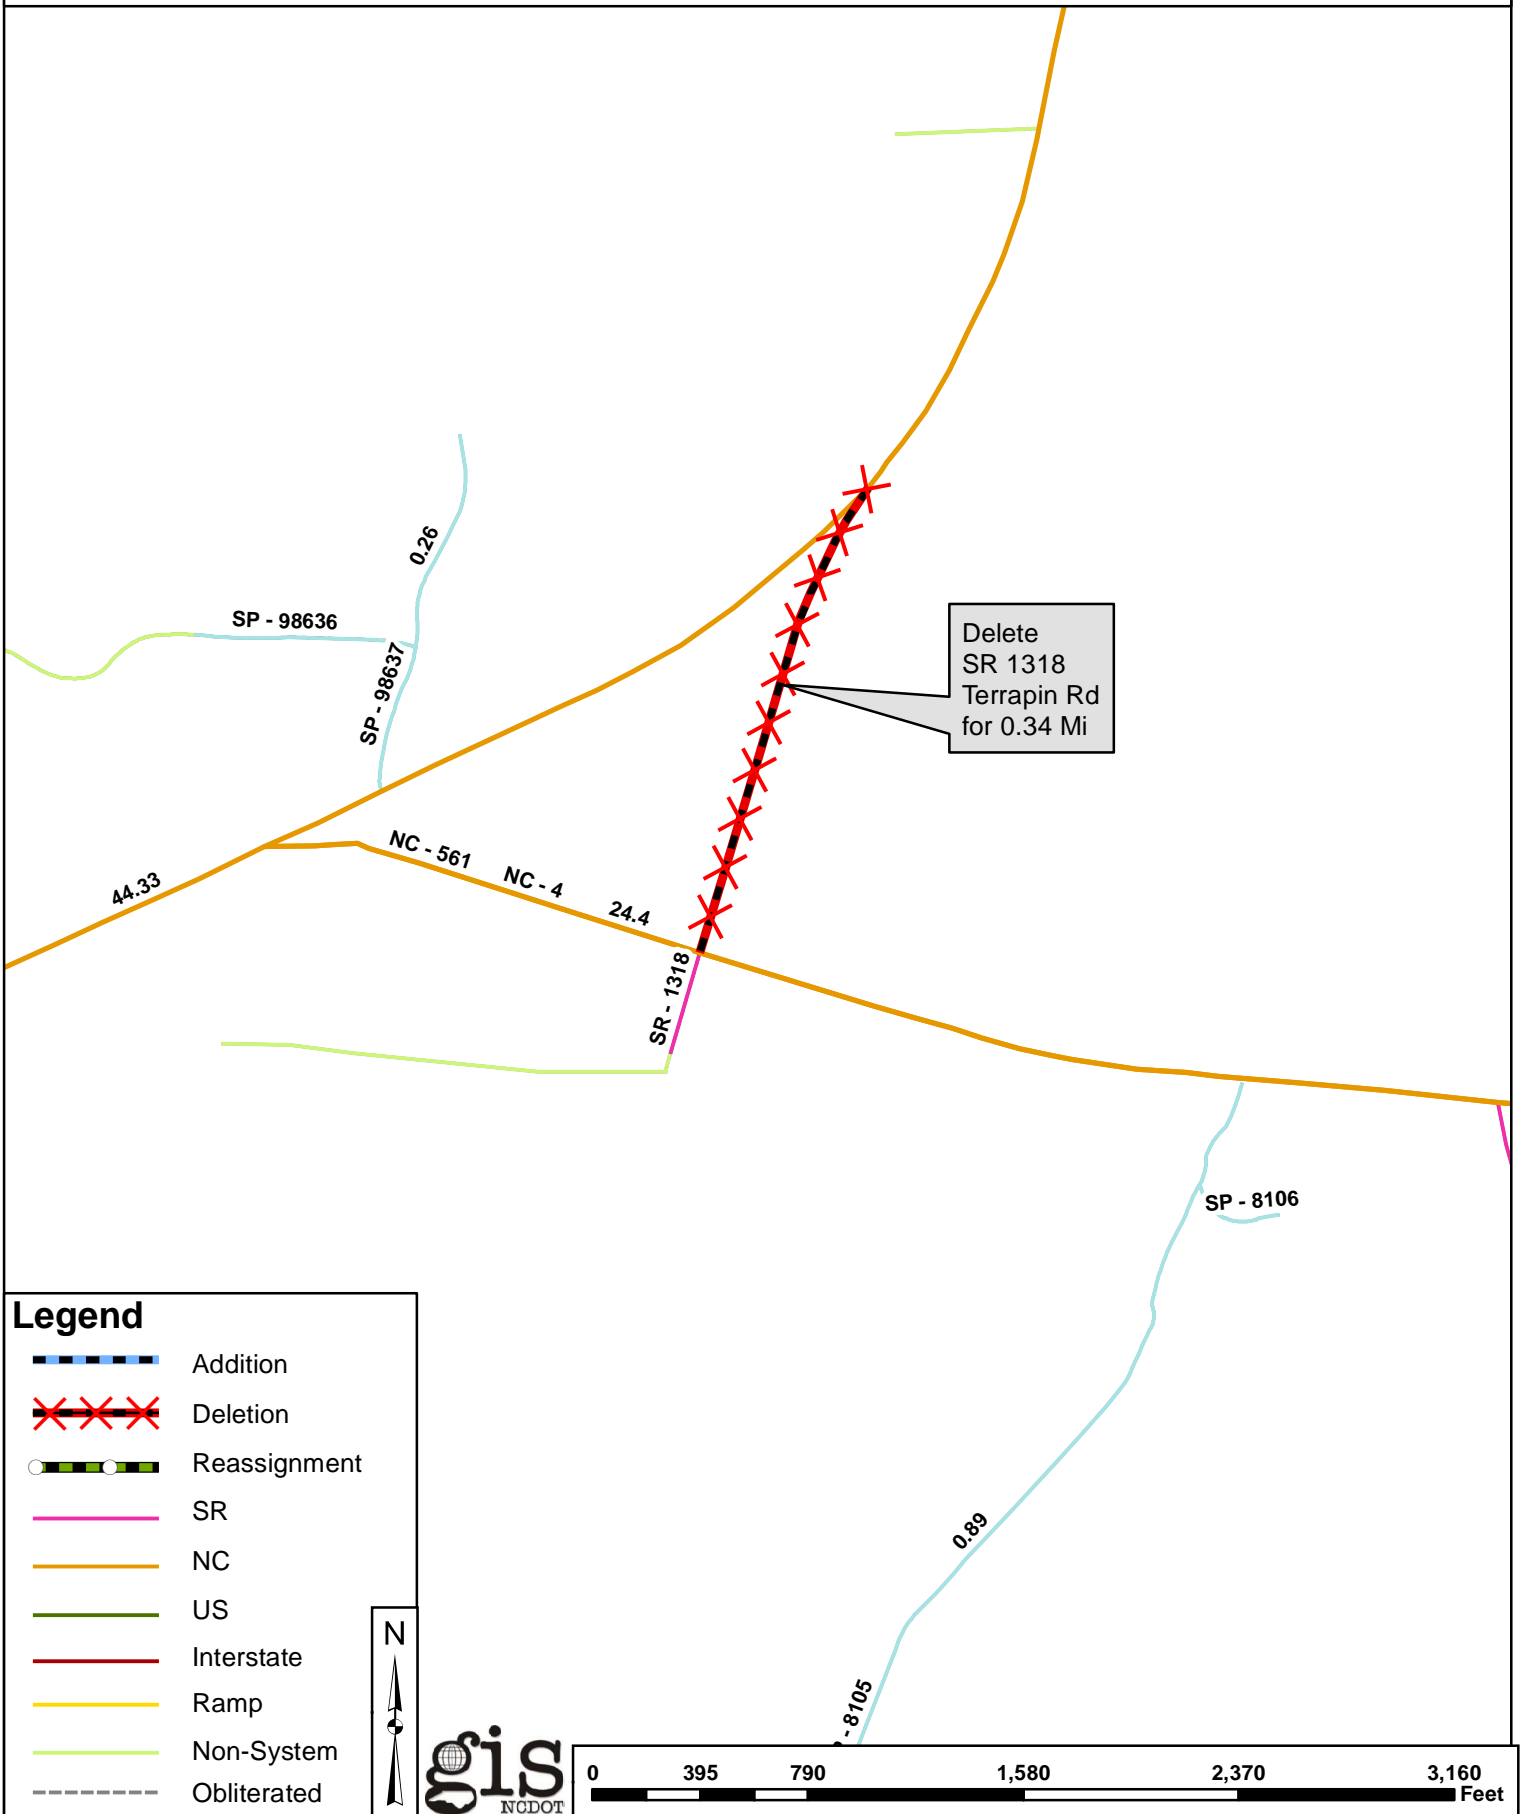 0.26
SP - 98636
SP - 98637
Delete
SR 1318
Terrapin Rd
for 0.34 Mi
NC - 561
NC - 4
24.4
44.33
SR - 1318
SP - 8106
0.89
- 8105
Legend
Addition
Deletion
Reassignment
SR
NC
US
Interstate
Ramp
Non-System
Obliterated
N
gis
NCDOT
0 395 790 1,580 2,370 3,160
Feet